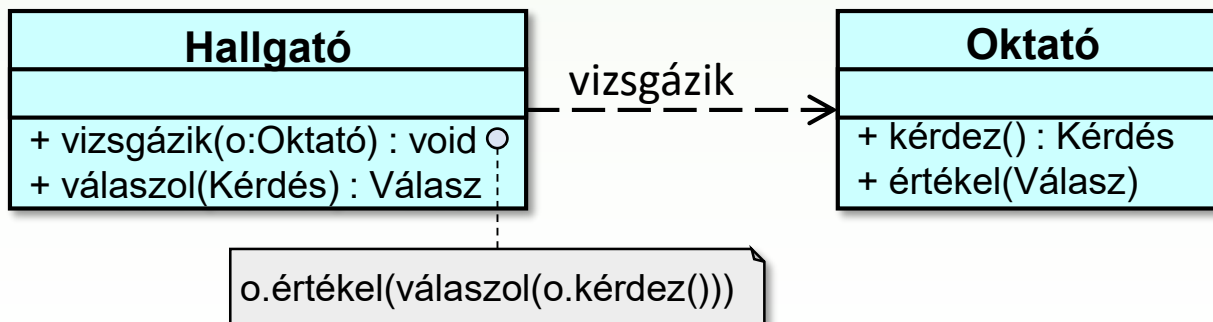 Hallgató
+ vizsgázik(o:Oktató) : void
+ válaszol(Kérdés) : Válasz
vizsgázik
Oktató
+ kérdez() : Kérdés
+ értékel(Válasz)
o.értékel(válaszol(o.kérdez()))